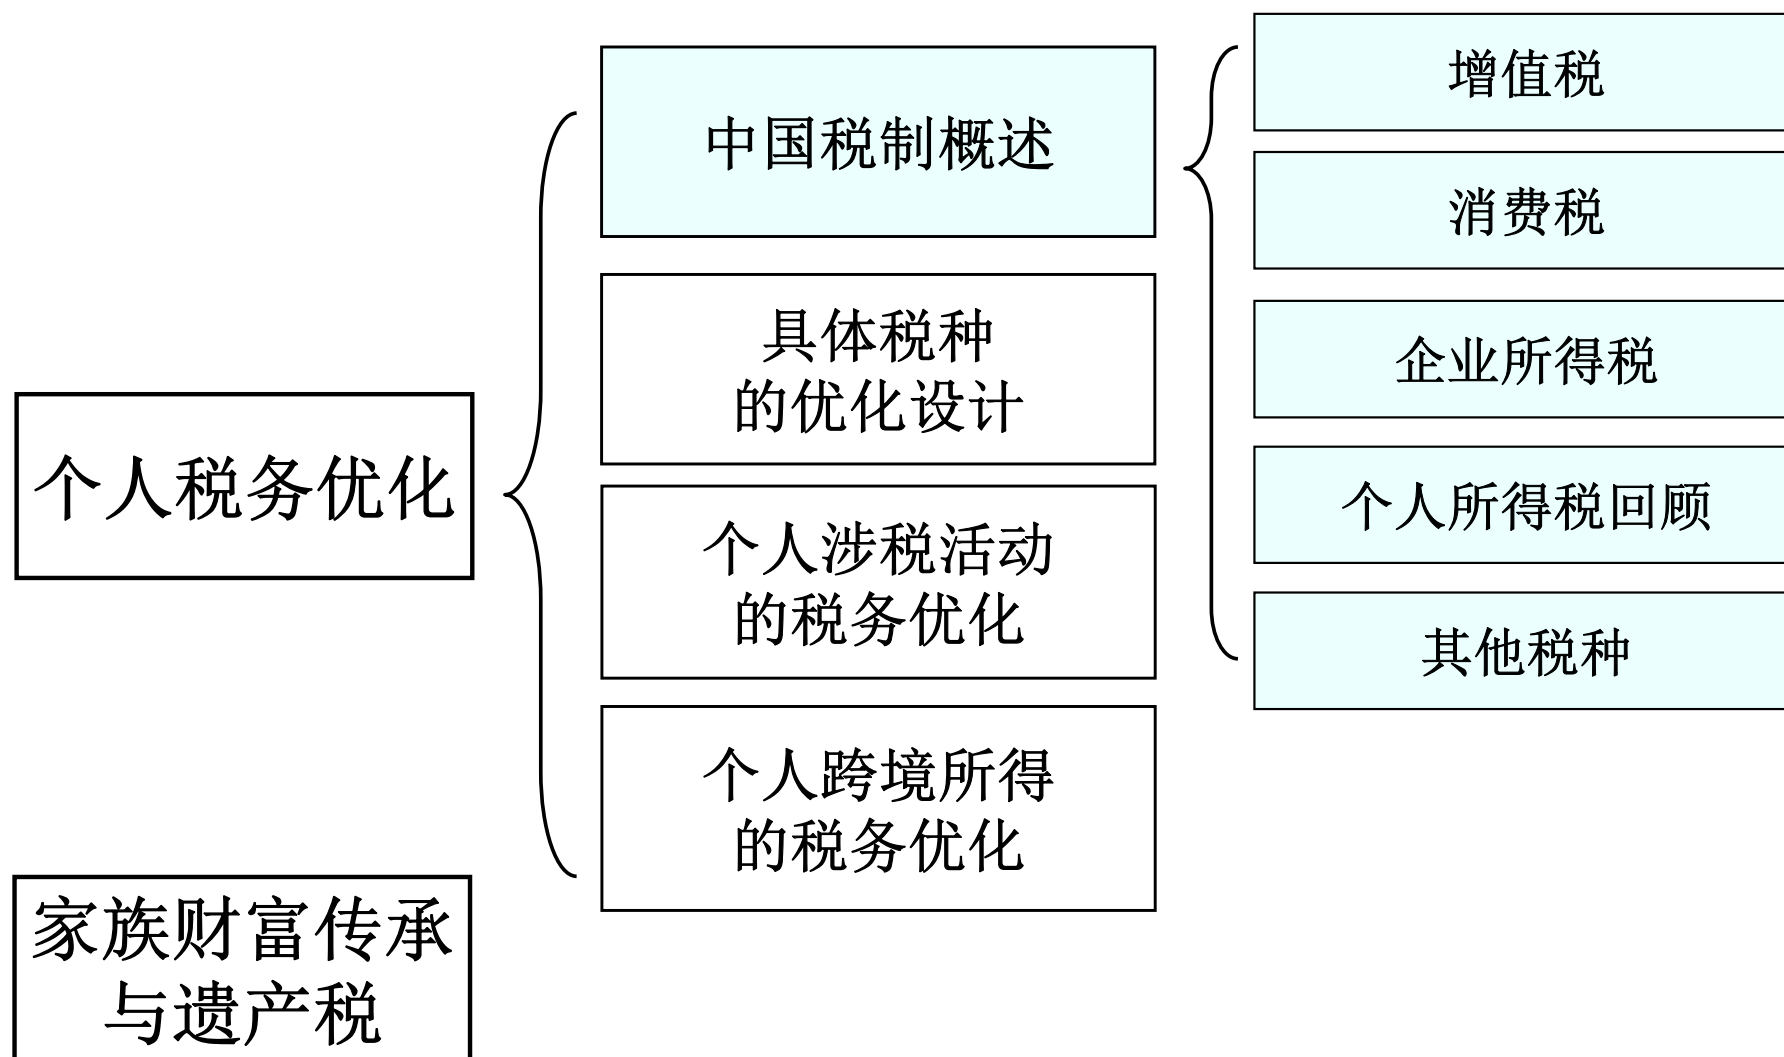 个人税务优化
中国税制概述
具体税种
的优化设计
个人涉税活动
的税务优化
个人跨境所得
的税务优化
增值税
消费税
企业所得税
个人所得税回顾
其他税种
家族财富传承
与遗产税